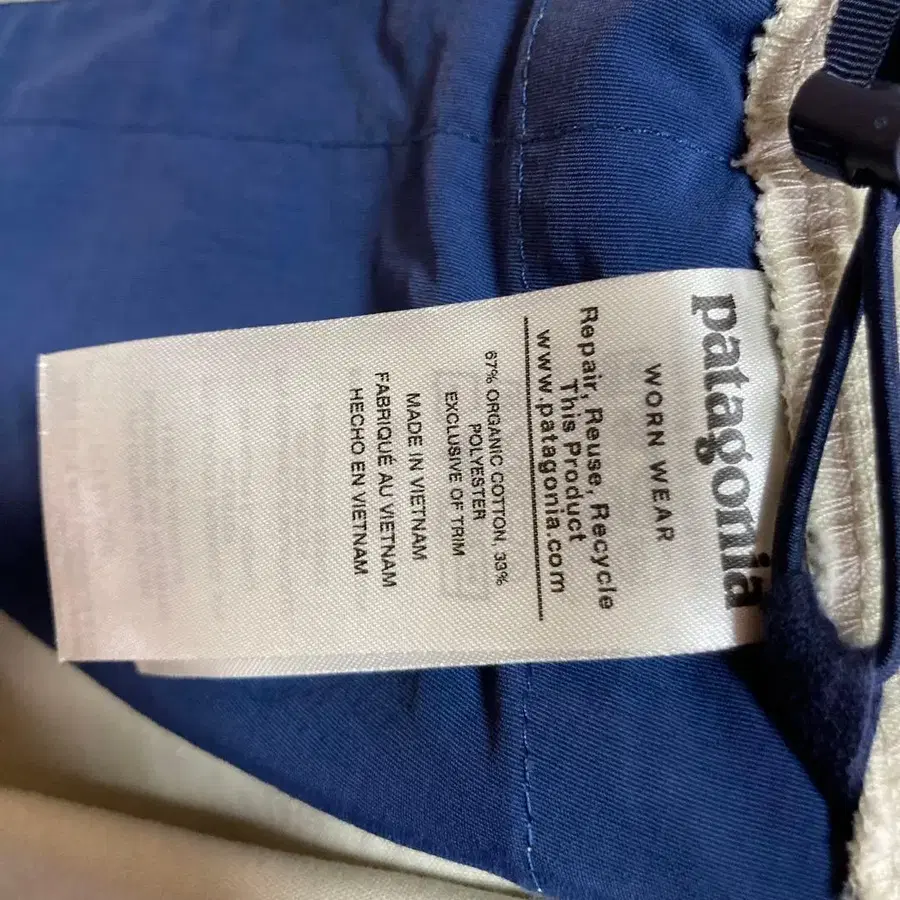 patagonia
WORN WEAR
Repair, Reuse, Recycle
This Product
www.patagonia.com
67% ORGANIC COTTON, 33%
POLYESTER
EXCLUSIVE OF TRIM
MADE IN VIETNAM
FABRIQUÉ AU VIETNAM
HECHO EN VIETNAM